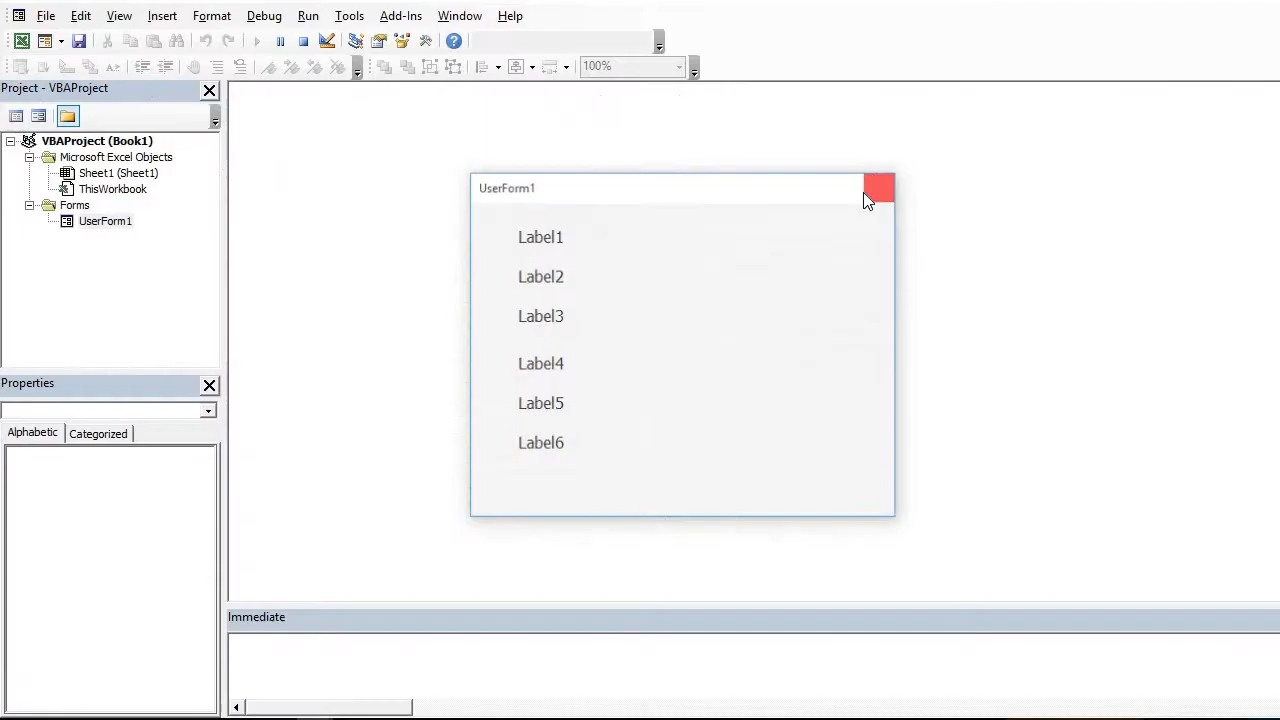 File Edit View Insert Format Debug Run Tools Add-Ins Window Help
100%
Project - VBAProject
VBAProject (Book1)
Microsoft Excel Objects
Sheet1 (Sheet1)
ThisWorkbook
Forms
UserForm1
Properties
Alphabetic Categorized
UserForm1
Label1
Label2
Label3
Label4
Label5
Label6
Immediate